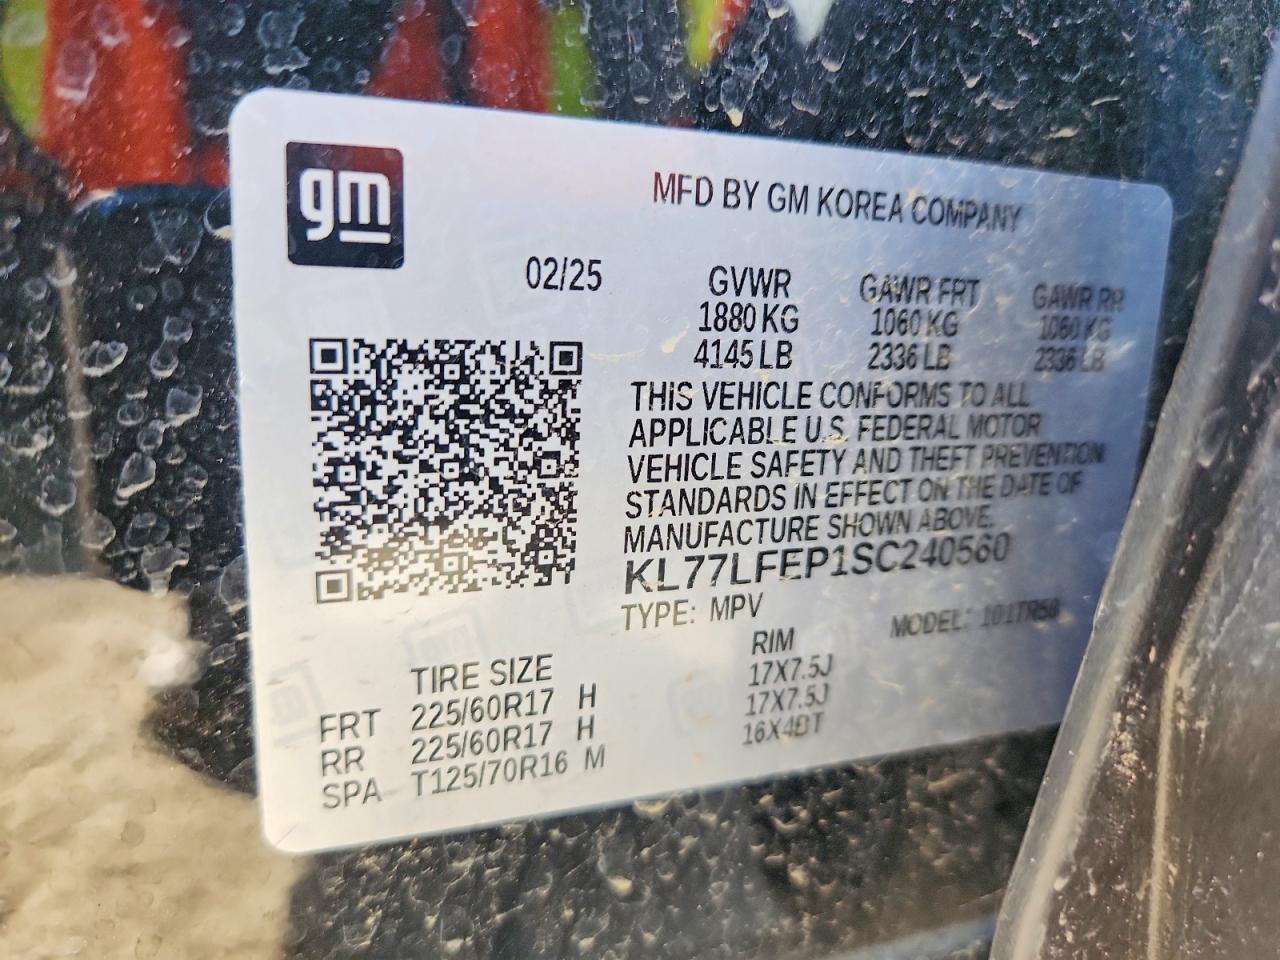 gm
MFD BY GM KOREA COMPANY
02/25 GVWR GAWR FRT GAWR RR
1880 KG 1060 KG 1060 KG
4145 LB 2336 LB 2336 LB
THIS VEHICLE CONFORMS TO ALL
APPLICABLE U.S. FEDERAL MOTOR
VEHICLE SAFETY AND THEFT PREVENTION
STANDARDS IN EFFECT ON THE DATE OF
MANUFACTURE SHOWN ABOVE.
KL77LFEP1SC240560
TYPE: MPV MODEL:
TIRE SIZE RIM
FRT 225/60R17 H 17X7.5J
RR 225/60R17 H 17X7.5J
SPA T125/70R16 M 16X4BT